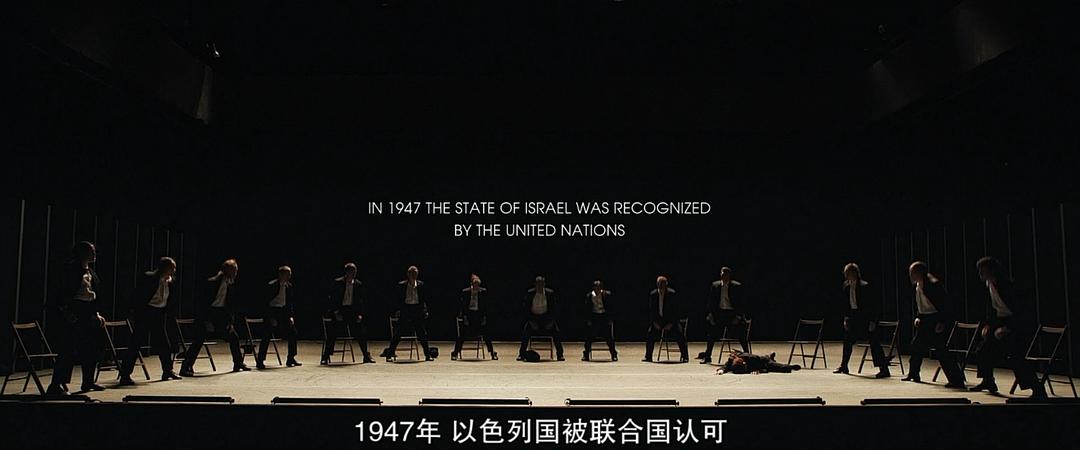 IN 1947 THE STATE OF ISRAEL WAS RECOGNIZED
BY THE UNITED NATIONS
1947年 以色列国被联合国认可